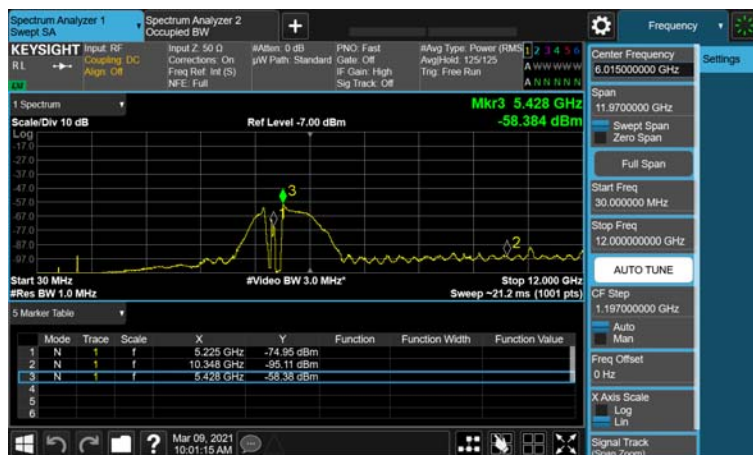 Spectrum Analyzer 1
Swept SA
Spectrum Analyzer 2
Occupied BW
+
Frequency
KEYSIGHT
RL
Input: RF
Coupling: DC
Align: Off
Input Z: 50 Ω
Corrections: On
Freq Ref: Int (S)
NFE: Full
#Atten: 0 dB
µW Path: Standard
PNO: Fast
Gate: Off
IF Gain: High
Sig Track: Off
#Avg Type: Power (RMS
Avg|Hold: 125/125
Trig: Free Run
1 2 3 4 5 6
A W W W W W
A N N N N N
Center Frequency
6.015000000 GHz
Settings
Span
11.9700000 GHz
Swept Span
Zero Span
Full Span
Start Freq
30.000000 MHz
Stop Freq
12.000000000 GHz
AUTO TUNE
CF Step
1.197000000 GHz
Auto
Man
Freq Offset
0 Hz
X Axis Scale
Log
Lin
Signal Track
(Span Zoom)
1 Spectrum
Mkr3 5.428 GHz
Scale/Div 10 dB
Ref Level -7.00 dBm
-58.384 dBm
Log
-17.0
-27.0
-37.0
-47.0
-57.0
-67.0
-77.0
-87.0
-97.0
3
2
Start 30 MHz
#Video BW 3.0 MHz*
Stop 12.000 GHz
#Res BW 1.0 MHz
Sweep ~21.2 ms (1001 pts)
5 Marker Table
Mode Trace Scale X Y Function Function Width Function Value
1 N 1 f 5.225 GHz -74.95 dBm
2 N 1 f 10.348 GHz -95.11 dBm
3 N 1 f 5.428 GHz -58.38 dBm
4
5
6
?
Mar 09, 2021
10:01:15 AM